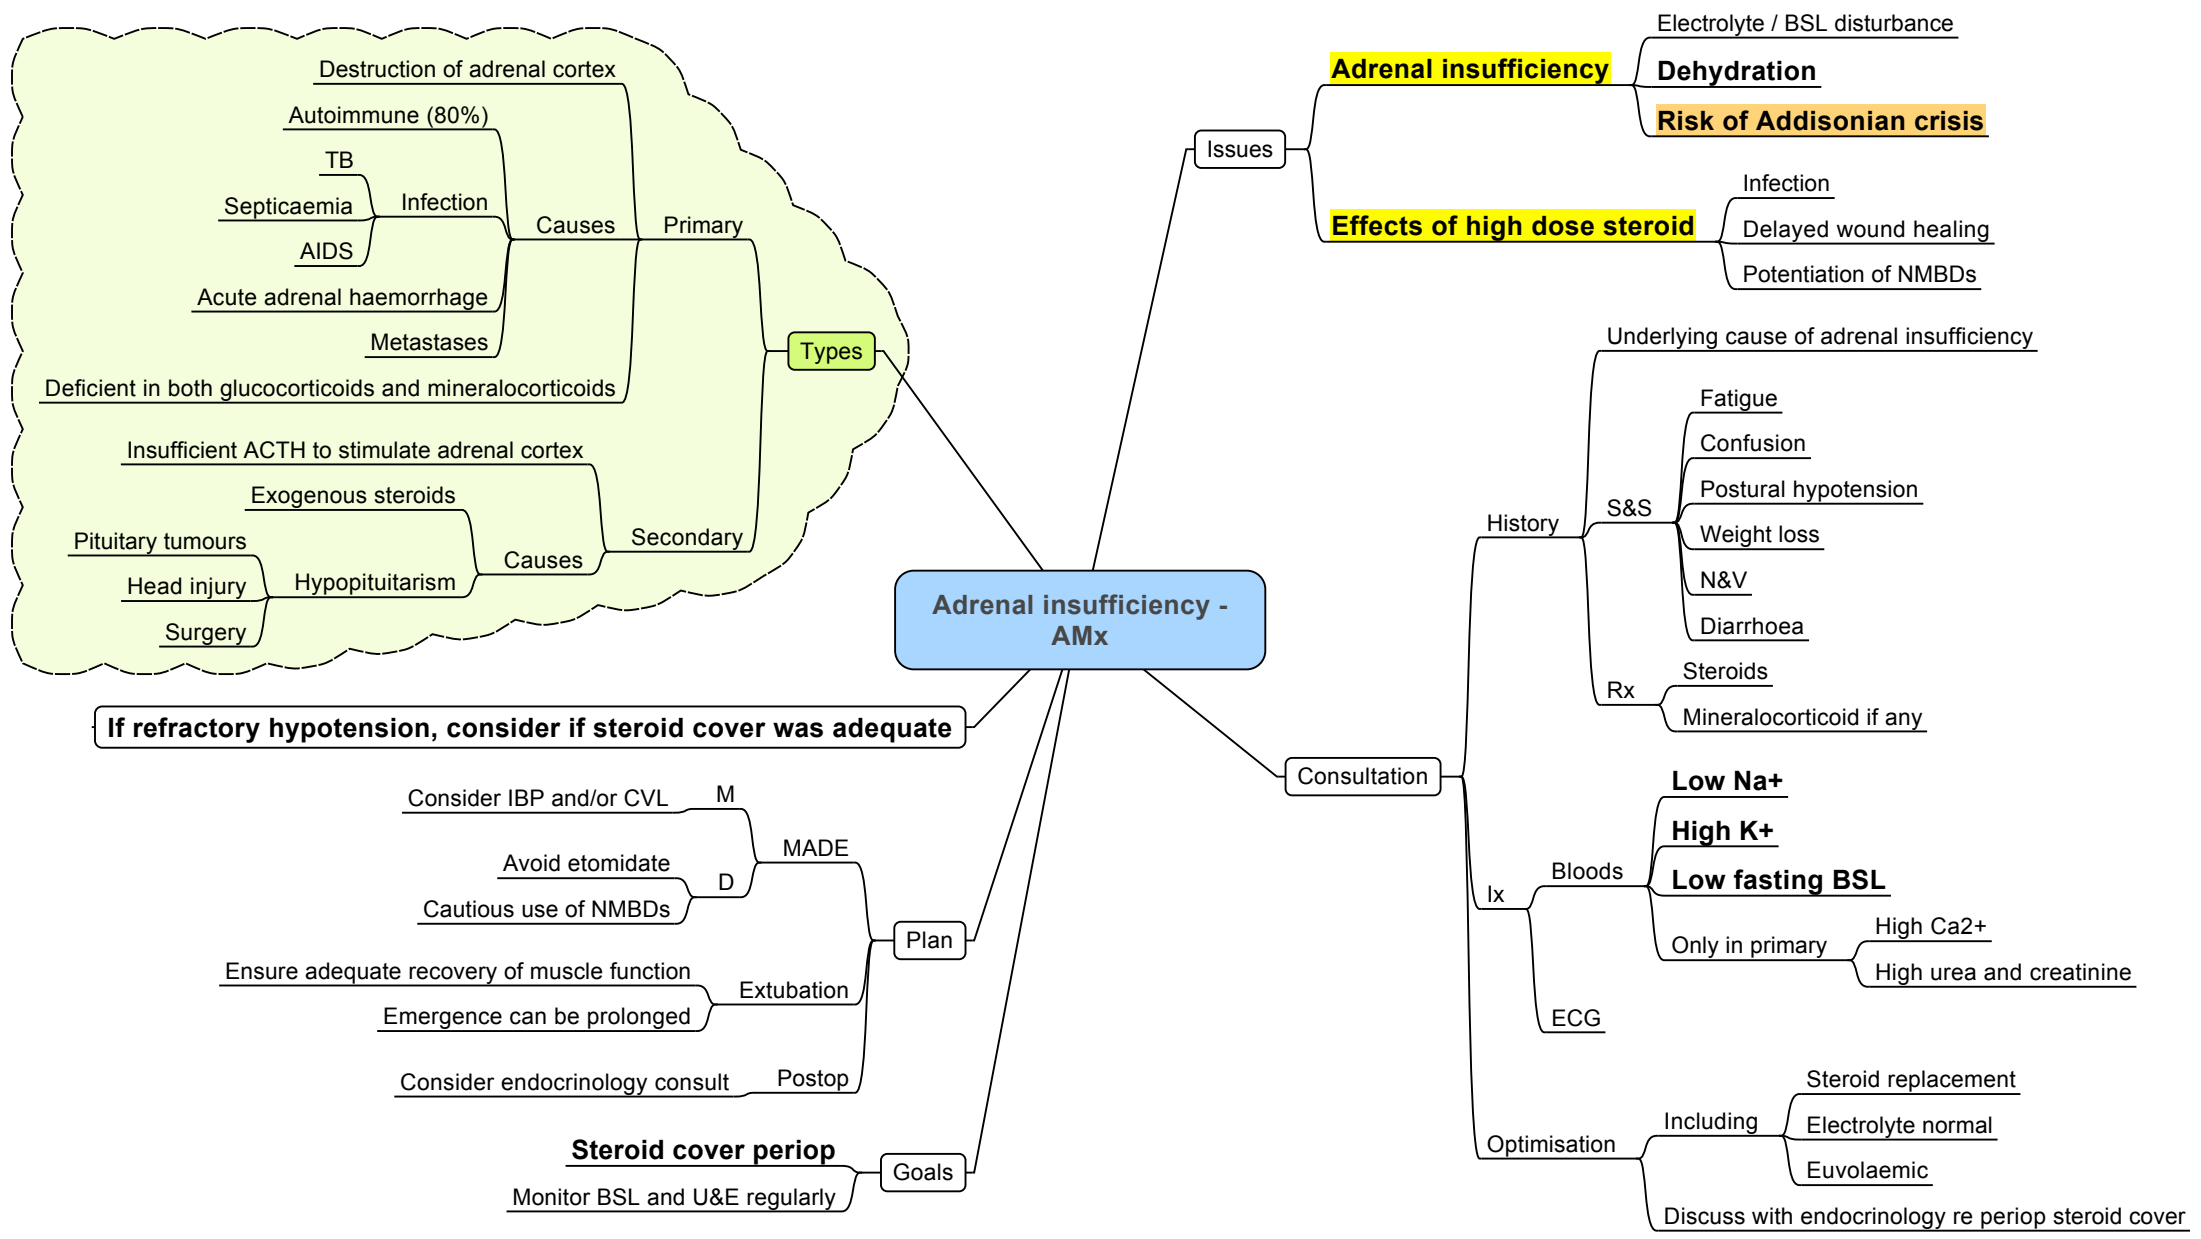 Adrenal insufficiency -
AMx
Issues
Adrenal insufficiency
Electrolyte / BSL disturbance
Dehydration
Risk of Addisonian crisis
Effects of high dose steroid
Infection
Delayed wound healing
Potentiation of NMBDs
Consultation
History
Underlying cause of adrenal insufficiency
S&S
Fatigue
Confusion
Postural hypotension
Weight loss
N&V
Diarrhoea
Rx
Steroids
Mineralocorticoid if any
Ix
Bloods
Low Na+
High K+
Low fasting BSL
Only in primary
High Ca2+
High urea and creatinine
ECG
Optimisation
Including
Steroid replacement
Electrolyte normal
Euvolaemic
Discuss with endocrinology re periop steroid cover
Types
Primary
Destruction of adrenal cortex
Causes
Autoimmune (80%)
Infection
TB
Septicaemia
AIDS
Acute adrenal haemorrhage
Metastases
Deficient in both glucocorticoids and mineralocorticoids
Secondary
Insufficient ACTH to stimulate adrenal cortex
Causes
Exogenous steroids
Hypopituitarism
Pituitary tumours
Head injury
Surgery
If refractory hypotension, consider if steroid cover was adequate
Plan
MADE
M
Consider IBP and/or CVL
D
Avoid etomidate
Cautious use of NMBDs
Extubation
Ensure adequate recovery of muscle function
Emergence can be prolonged
Postop
Consider endocrinology consult
Goals
Steroid cover periop
Monitor BSL and U&E regularly